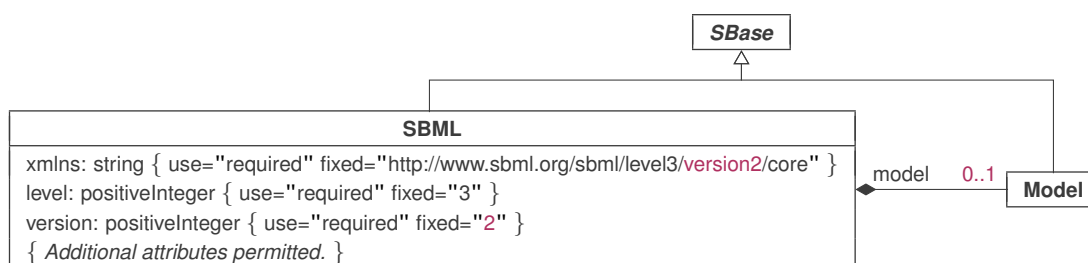 SBase
SBML
xmlns: string { use="required" fixed="http://www.sbml.org/sbml/level3/version2/core" }
level: positiveInteger { use="required" fixed="3" }
version: positiveInteger { use="required" fixed="2" }
{ Additional attributes permitted. }
model 0..1
Model